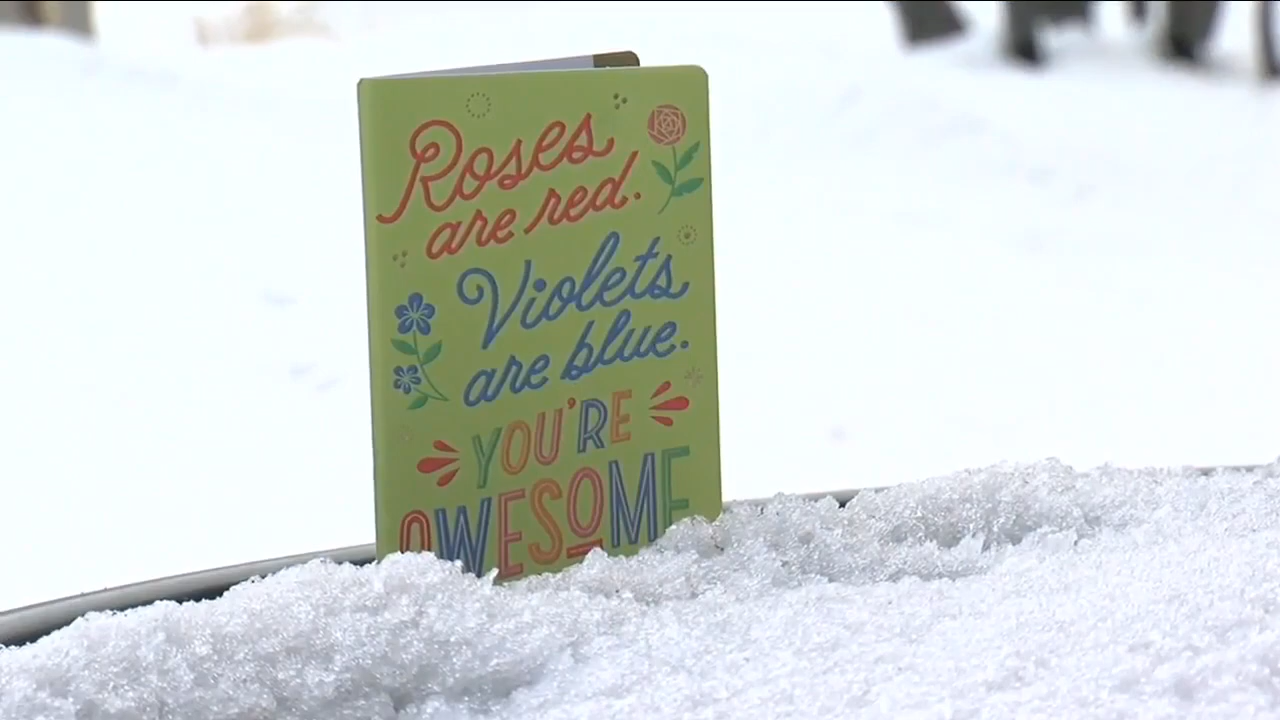 Roses
are red.
Violets
are blue.
YOU'RE
AWESOME